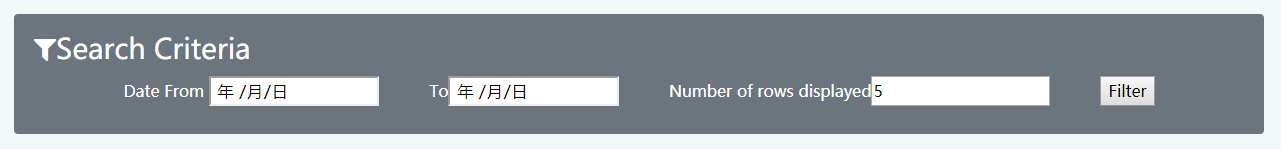 Search Criteria
Date From 年 /月/日 To 年 /月/日 Number of rows displayed 5 Filter